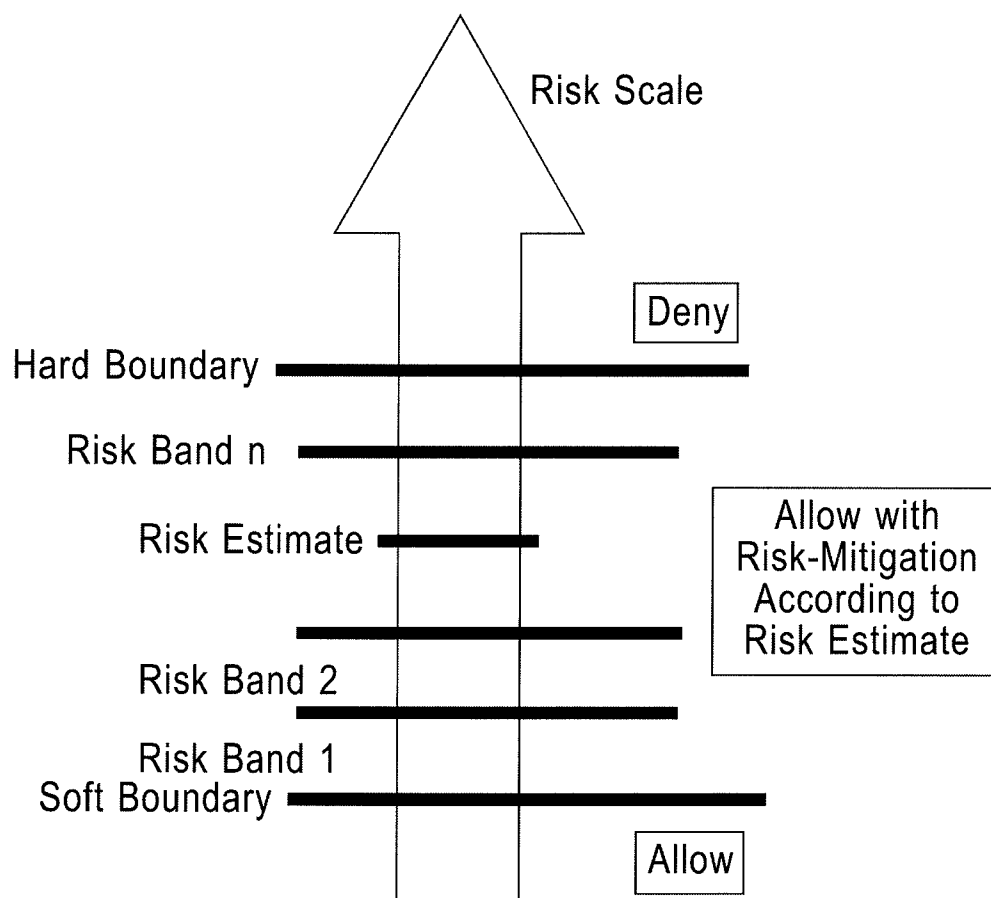 Risk Scale
Deny
Hard Boundary
Risk Band n
Risk Estimate
Allow with
Risk-Mitigation
According to
Risk Estimate
Risk Band 2
Risk Band 1
Soft Boundary
Allow